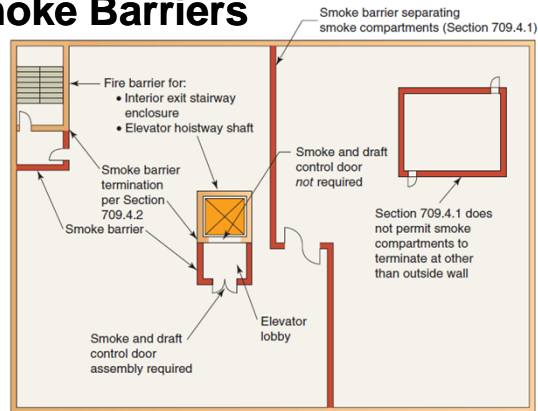 oke Barriers
Smoke barrier separating
smoke compartments (Section 709.4.1)
Fire barrier for:
• Interior exit stairway
enclosure
• Elevator hoistway shaft
Smoke and draft
control door
not required
Smoke barrier
termination
per Section
709.4.2
Smoke barrier
Section 709.4.1 does
not permit smoke
compartments to
terminate at other
than outside wall
Elevator
lobby
Smoke and draft
control door
assembly required